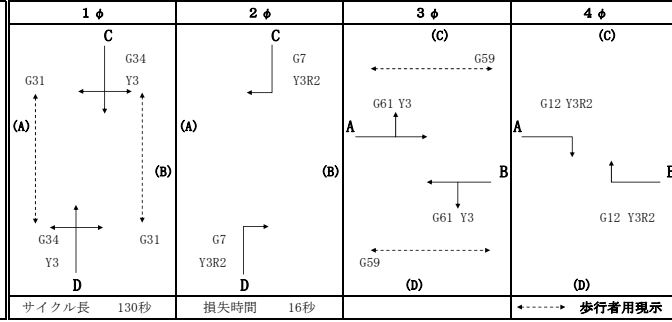 1φ 2φ 3φ 4φ
C
G34
G31 Y3
(A)
(B)
G34 G31
Y3
D
C
G7
Y3R2
(A)
(B)
G7
Y3R2
D
(C)
G59
G61 Y3
A
B
G61 Y3
G59
(D)
(C)
G12 Y3R2
A
B
G12 Y3R2
(D)
サイクル長 130秒 損失時間 16秒 歩行者用現示